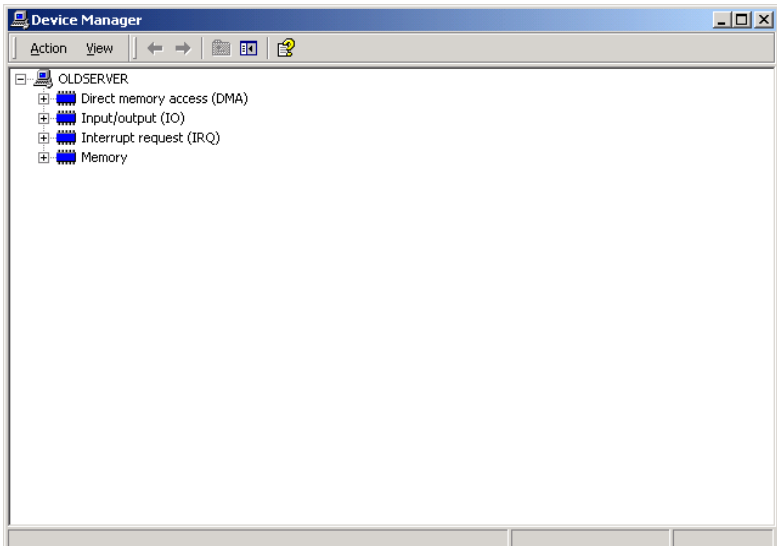 Device Manager
Action View
OLDSERVER
Direct memory access (DMA)
Input/output (IO)
Interrupt request (IRQ)
Memory